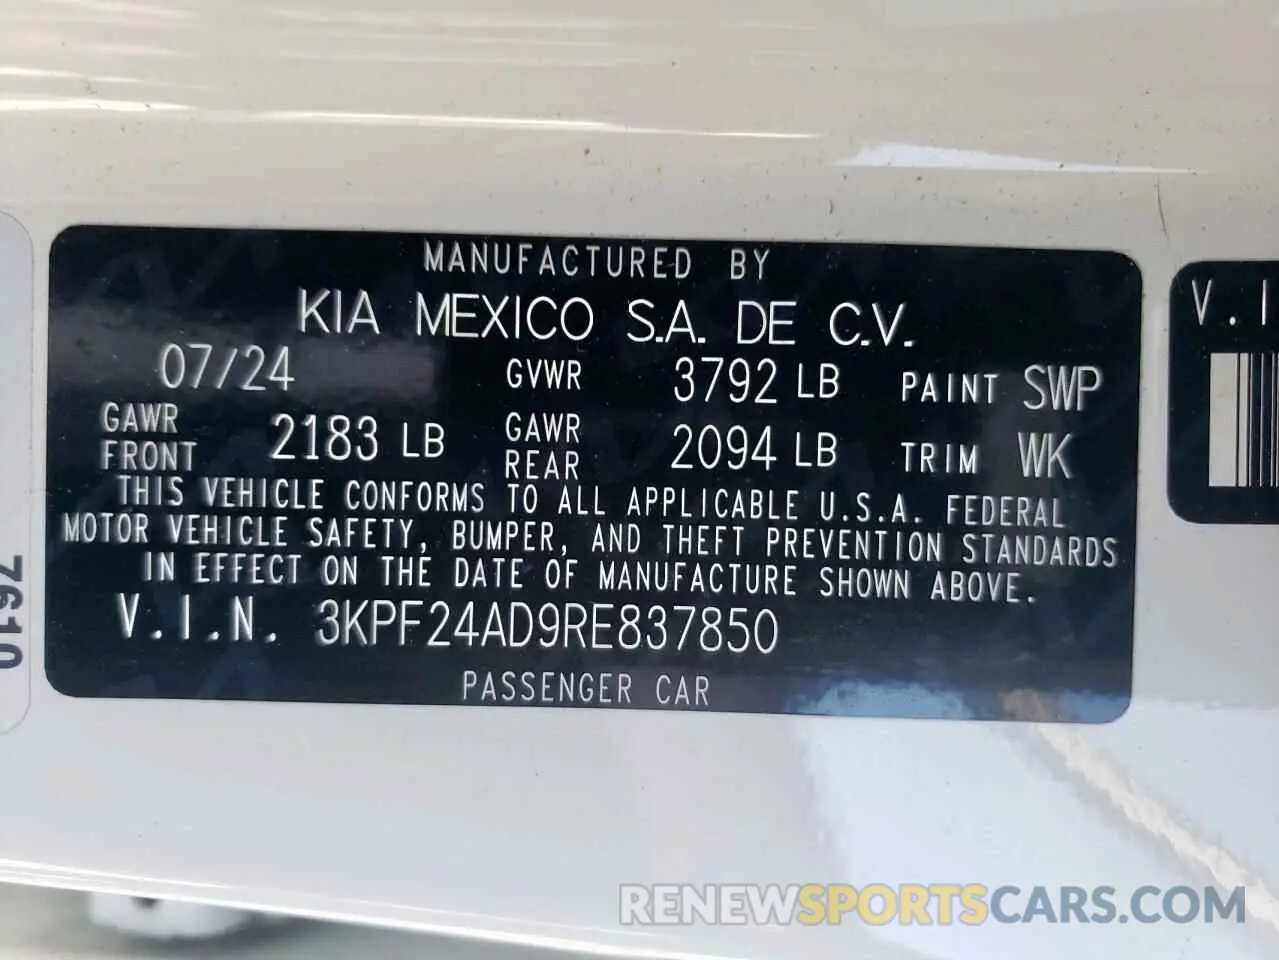 MANUFACTURED BY
KIA MEXICO S.A. DE C.V.
07/24 GVWR 3792 LB PAINT SWP
GAWR FRONT 2183 LB GAWR REAR 2094 LB TRIM WK
THIS VEHICLE CONFORMS TO ALL APPLICABLE U.S.A. FEDERAL
MOTOR VEHICLE SAFETY, BUMPER, AND THEFT PREVENTION STANDARDS
IN EFFECT ON THE DATE OF MANUFACTURE SHOWN ABOVE.
V.I.N. 3KPF24AD9RE837850
PASSENGER CAR
V.I
RENEWSPORTSCARS.COM